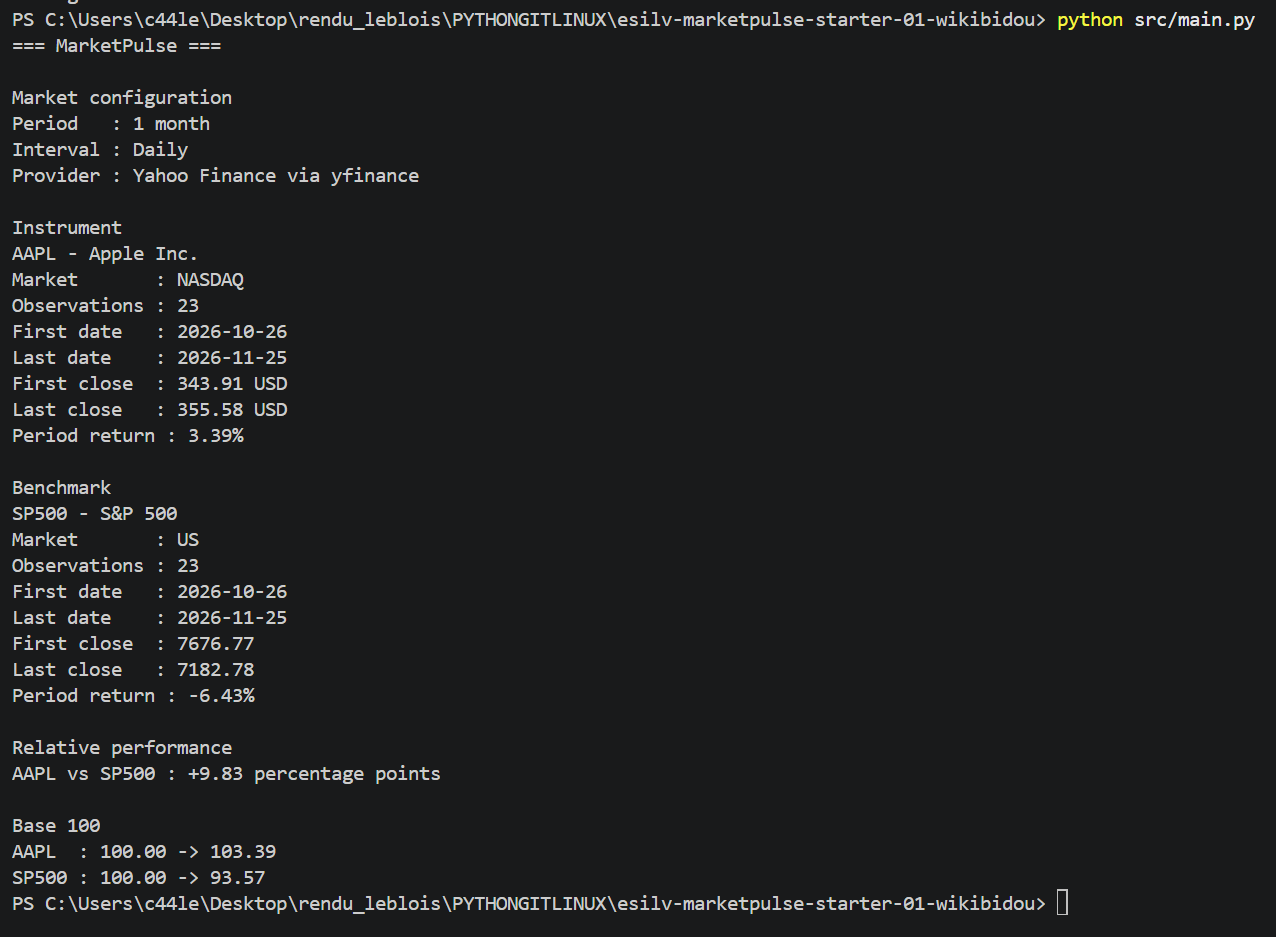 PS C:\Users\c44le\Desktop\rendu_leblois\PYTHONGITLINUX\esilv-marketpulse-starter-01-wikibidou> python src/main.py
=== MarketPulse ===
Market configuration
Period   : 1 month
Interval : Daily
Provider : Yahoo Finance via yfinance
Instrument
AAPL - Apple Inc.
Market       : NASDAQ
Observations : 23
First date   : 2026-10-26
Last date    : 2026-11-25
First close  : 343.91 USD
Last close   : 355.58 USD
Period return : 3.39%
Benchmark
SP500 - S&P 500
Market       : US
Observations : 23
First date   : 2026-10-26
Last date    : 2026-11-25
First close  : 7676.77
Last close   : 7182.78
Period return : -6.43%
Relative performance
AAPL vs SP500 : +9.83 percentage points
Base 100
AAPL  : 100.00 -> 103.39
SP500 : 100.00 -> 93.57
PS C:\Users\c44le\Desktop\rendu_leblois\PYTHONGITLINUX\esilv-marketpulse-starter-01-wikibidou>